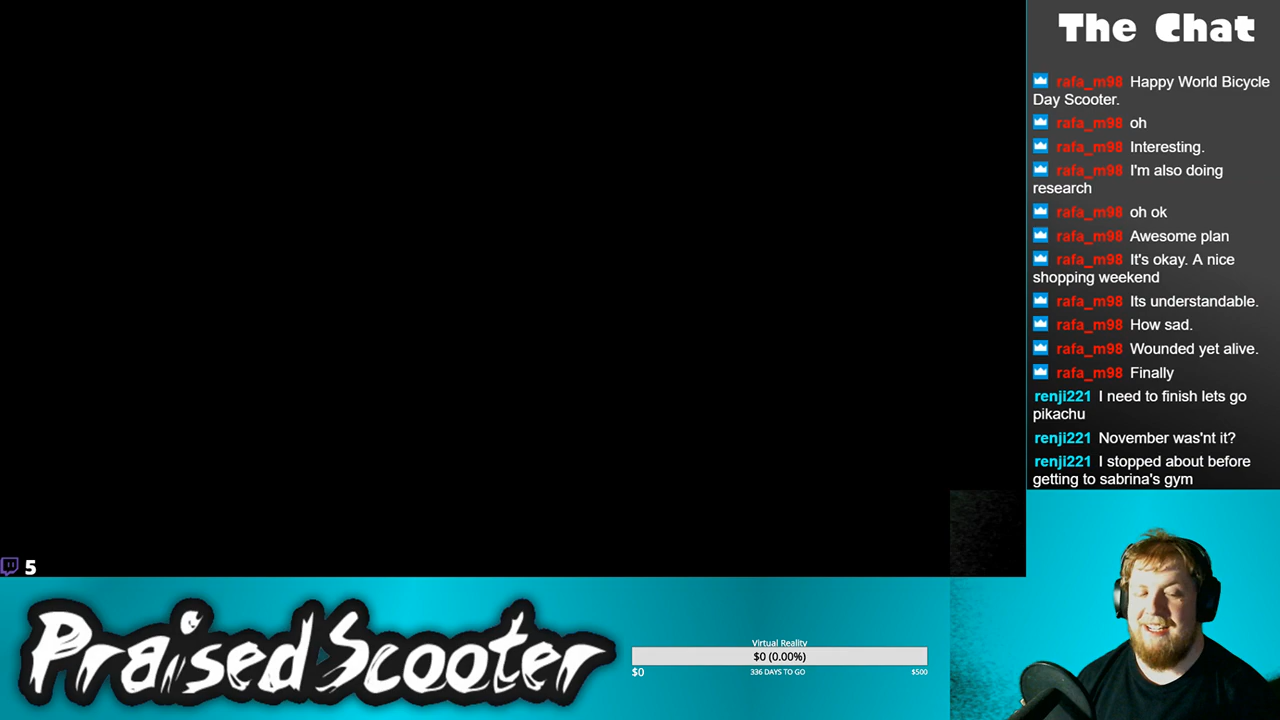 The Chat
rafa_m98 Happy World Bicycle
Day Scooter.
rafa_m98 oh
rafa_m98 Interesting.
rafa_m98 I'm also doing
research
rafa_m98 oh ok
rafa_m98 Awesome plan
rafa_m98 It's okay. A nice
shopping weekend
rafa_m98 Its understandable.
rafa_m98 How sad.
rafa_m98 Wounded yet alive.
rafa_m98 Finally
renji221 I need to finish lets go
pikachu
renji221 November was'nt it?
renji221 I stopped about before
getting to sabrina's gym
5
PraisedScooter
Virtual Reality
$0 (0.00%)
$0 336 DAYS TO GO $500